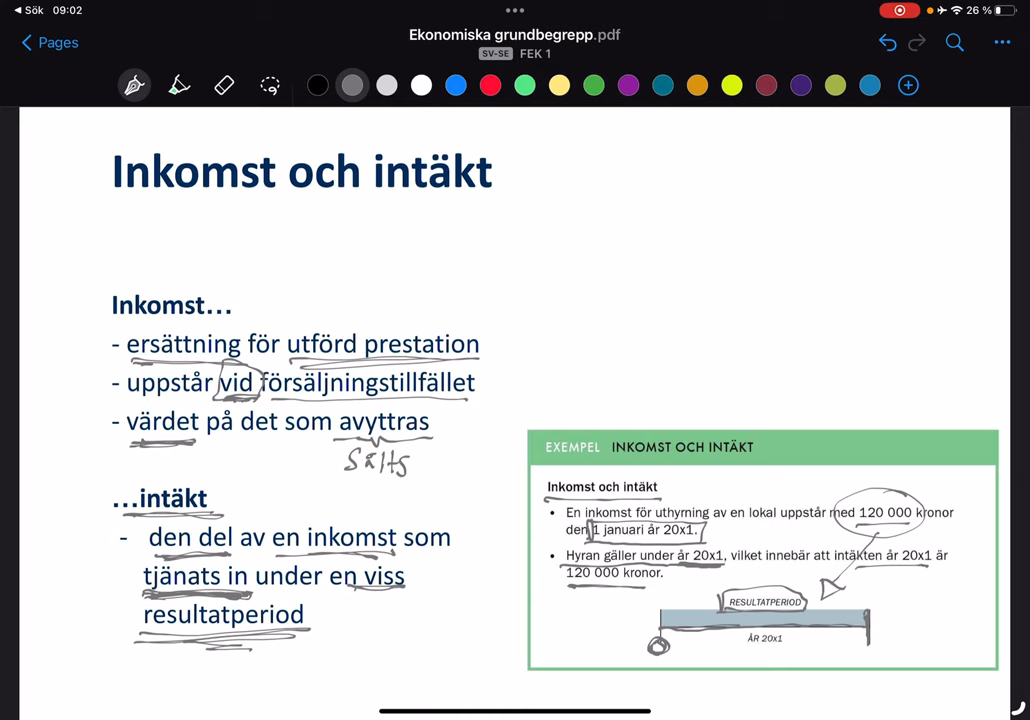 Sök 09:02
26 %
Pages
Ekonomiska grundbegrepp.pdf
SV-SE FEK 1
Inkomst och intäkt
Inkomst...
- ersättning för utförd prestation
- uppstår vid försäljningstillfället
- värdet på det som avyttras
Sålts
...intäkt
- den del av en inkomst som
tjänats in under en viss
resultatperiod
EXEMPEL INKOMST OCH INTÄKT
Inkomst och intäkt
• En inkomst för uthyrning av en lokal uppstår med 120 000 kronor
den 1 januari år 20x1.
• Hyran gäller under år 20x1, vilket innebär att intäkten år 20x1 är
120 000 kronor.
RESULTATPERIOD
ÅR 20x1